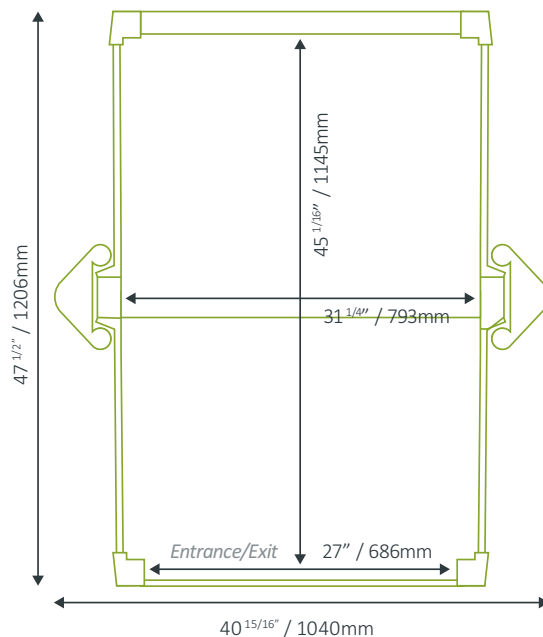 45 1/16" / 1145mm
47 1/2" / 1206mm
31 1/4" / 793mm
Entrance/Exit 27" / 686mm
40 15/16" / 1040mm